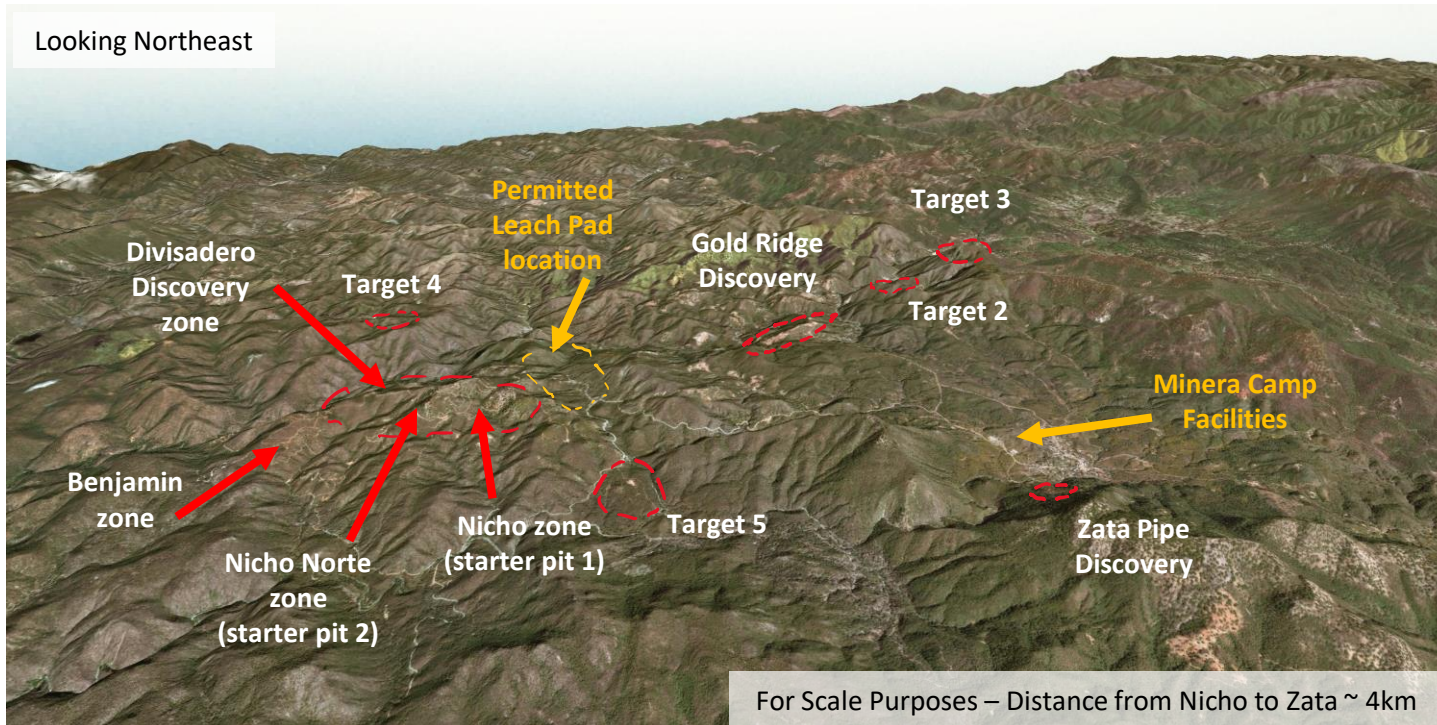 Looking Northeast
Permitted
Leach Pad
location
Target 3
Gold Ridge
Discovery
Divisadero
Discovery
zone
Target 4
Target 2
Minera Camp
Facilities
Benjamin
zone
Nicho Norte
zone
(starter pit 2)
Nicho zone
(starter pit 1)
Target 5
Zata Pipe
Discovery
For Scale Purposes – Distance from Nicho to Zata ~ 4km